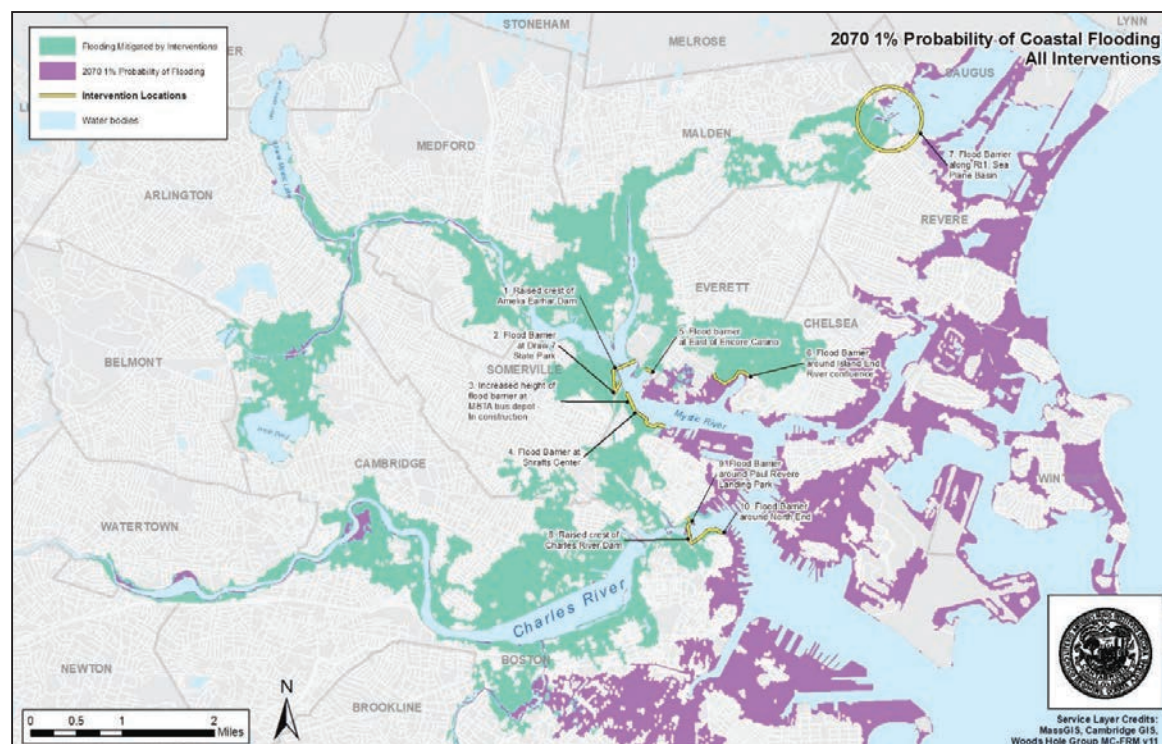 STONEHAM
LYNN
MELROSE
2070 1% Probability of Coastal Flooding
All Interventions
SAUGUS
Flooding Mitigated by Interventions
2070 1% Probability of Flooding
Intervention Locations
Water bodies
MALDEN
MEDFORD
7. Flood Barrier
along Rt1, Sea
Plane Basin
ARLINGTON
REVERE
EVERETT
1. Raised crest of
Amelia Earhar Dam
CHELSEA
2. Flood Barrier
at Draw 7
State Park
5. Flood barrier
at East of Encore Casino
BELMONT
SOMERVILLE
6. Flood Barrier
around Island End
River confluence
3. Increased height of
flood barrier at
MBTA bus depot
In construction
Mystic River
4. Flood Barrier at
Shraffts Center
CAMBRIDGE
Flood Barrier
around Paul Revere
Landing Park
WIN
10. Flood Barrier
around North End
WATERTOWN
Raised crest of
Charles River Dam
Charles River
BOSTON
NEWTON
BROOKLINE
N
0 0.5 1 2
Miles
Service Layer Credits:
MassGIS, Cambridge GIS,
Woods Hole Group MC-FRM v11